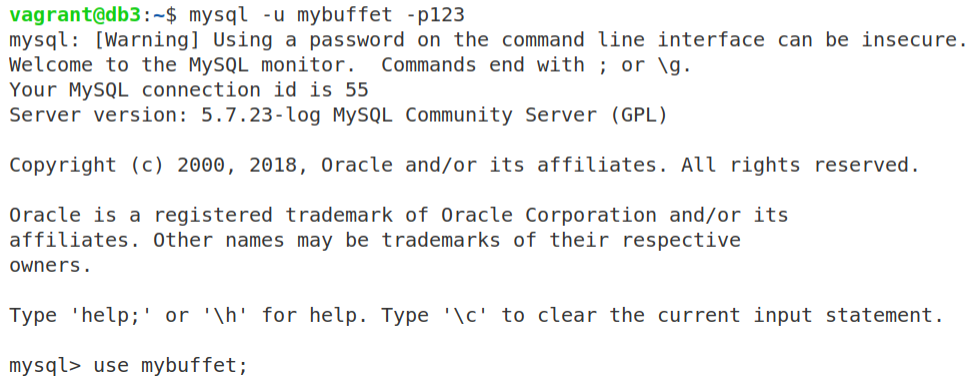 vagrant@db3:~$ mysql -u mybuffet -p123
mysql: [Warning] Using a password on the command line interface can be insecure.
Welcome to the MySQL monitor.  Commands end with ; or \g.
Your MySQL connection id is 55
Server version: 5.7.23-log MySQL Community Server (GPL)

Copyright (c) 2000, 2018, Oracle and/or its affiliates. All rights reserved.

Oracle is a registered trademark of Oracle Corporation and/or its
affiliates. Other names may be trademarks of their respective
owners.

Type 'help;' or '\h' for help. Type '\c' to clear the current input statement.

mysql> use mybuffet;